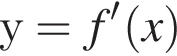 y = f′(x)